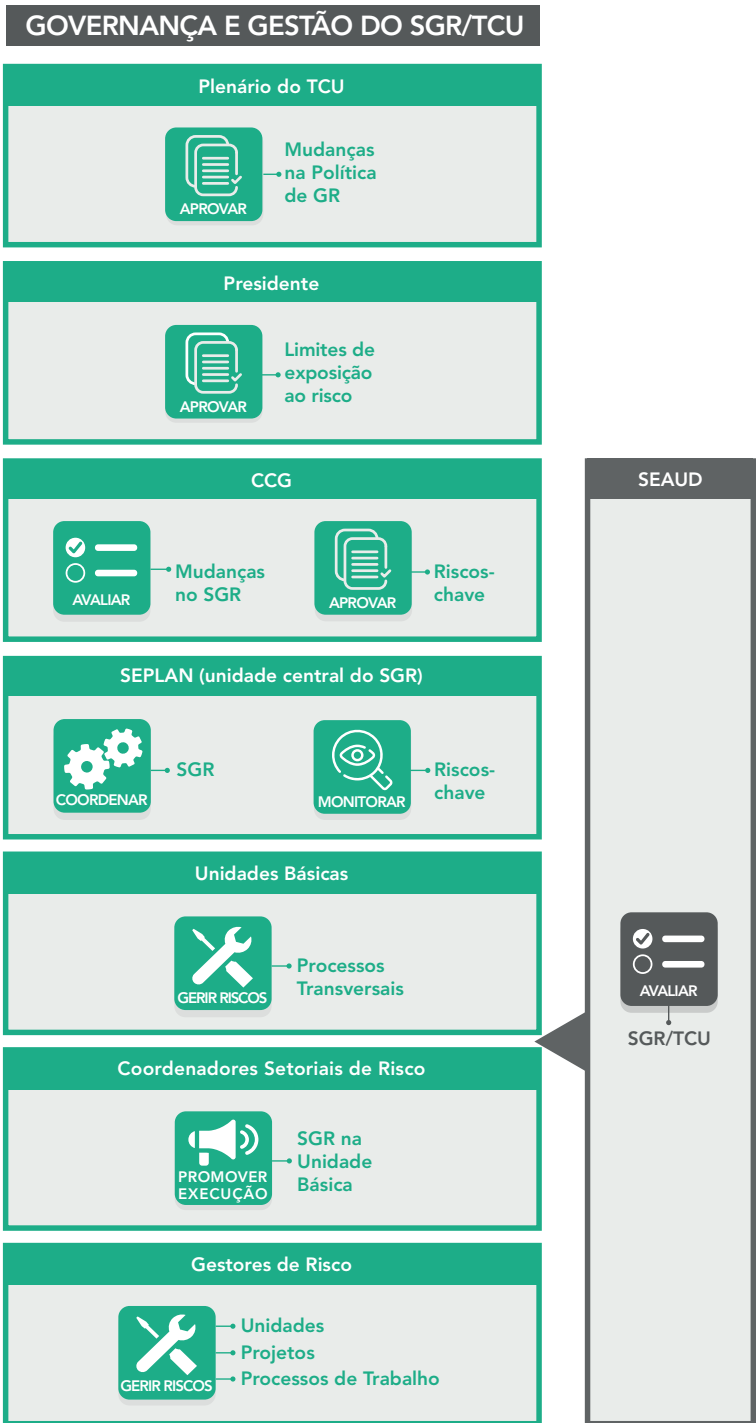 GOVERNANÇA E GESTÃO DO SGR/TCU
Plenário do TCU
APROVAR
Mudanças
na Política
de GR
Presidente
APROVAR
Limites de
exposição
ao risco
CCG
AVALIAR
Mudanças
no SGR
APROVAR
Riscos-
chave
SEPLAN (unidade central do SGR)
COORDENAR
SGR
MONITORAR
Riscos-
chave
Unidades Básicas
GERIR RISCOS
Processos
Transversais
Coordenadores Setoriais de Risco
PROMOVER
EXECUÇÃO
SGR na
Unidade
Básica
Gestores de Risco
GERIR RISCOS
Unidades
Projetos
Processos de Trabalho
SEAUD
AVALIAR
SGR/TCU